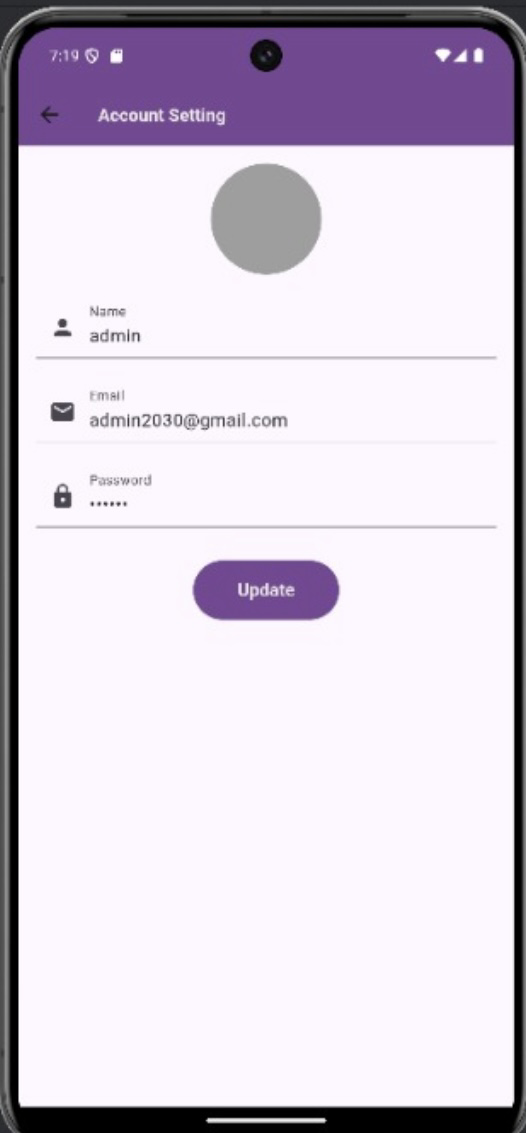 7:19
Account Setting
Name
admin
Email
admin2030@gmail.com
Password
••••••
Update